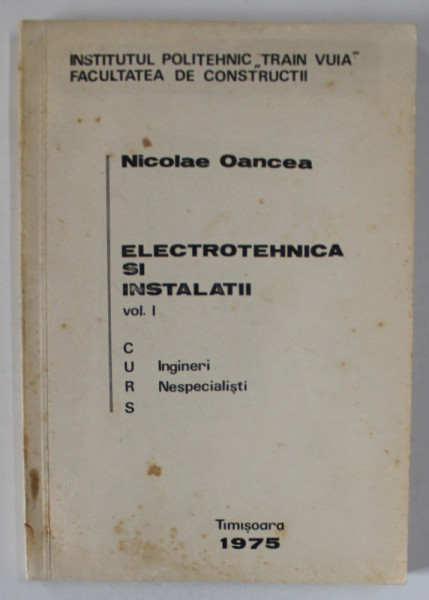 INSTITUTUL POLITEHNIC „TRAIN VUIA"
FACULTATEA DE CONSTRUCTII
Nicolae Oancea
ELECTROTEHNICA
SI
INSTALATII
vol. I
C
U Ingineri
R Nespecialişti
S
Timişoara
1975